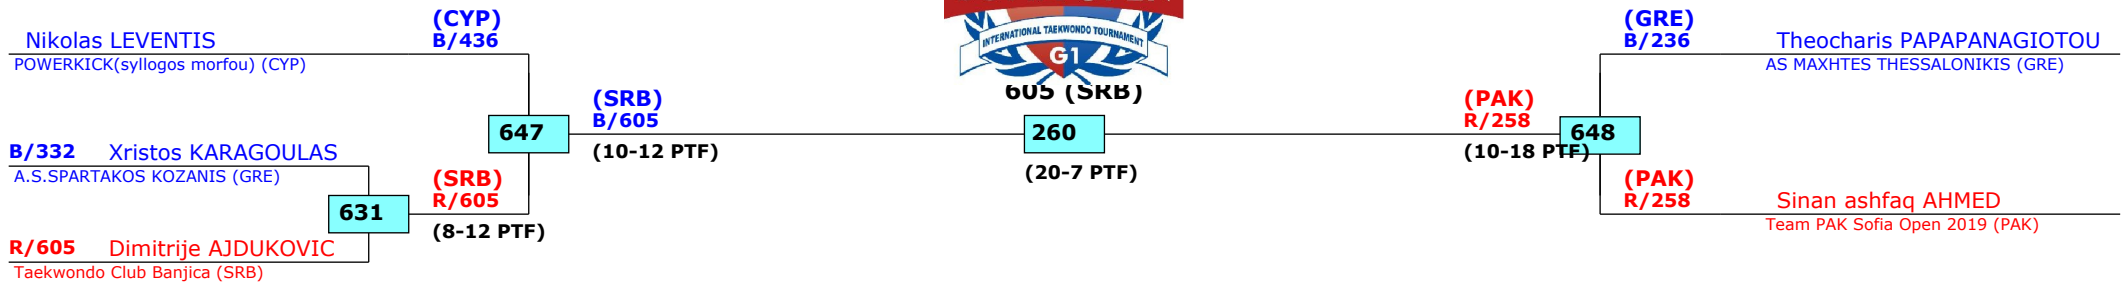 (CYP)
Nikolas LEVENTIS B/436
POWERKICK(syllogos morfou) (CYP)
(SRB)
B/605
647
(10-12 PTF)
B/332 Xristos KARAGOULAS
A.S.SPARTAKOS KOZANIS (GRE)
(SRB)
R/605
631
(8-12 PTF)
R/605 Dimitrije AJDUKOVIC
Taekwondo Club Banjica (SRB)
INTERNATIONAL TAEKWONDO TOURNAMENT
G1
605 (SRB)
260
(20-7 PTF)
(GRE)
B/236 Theocharis PAPAPANAGIOTOU
AS MAXHTES THESSALONIKIS (GRE)
(PAK)
R/258
648
(10-18 PTF)
(PAK)
R/258 Sinan ashfaq AHMED
Team PAK Sofia Open 2019 (PAK)